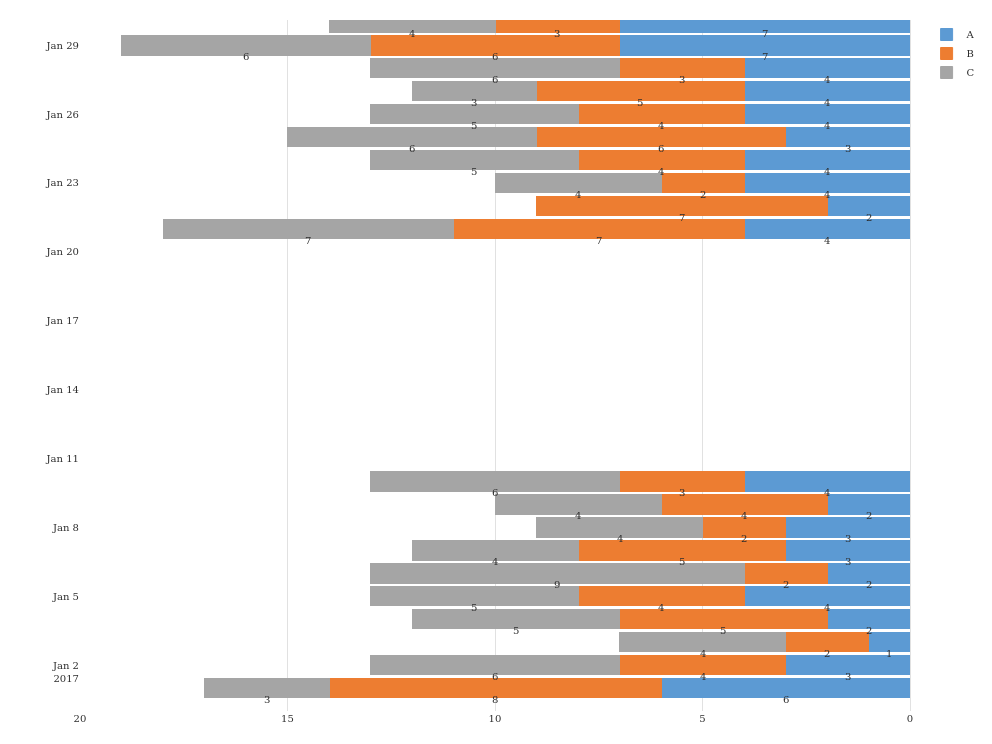 4 3 7 A
Jan 29
6 6 7 B
6 3 4 C
3 5 4
Jan 26
5 4 4
6 6 3
5 4 4
Jan 23
4 2 4
7 2
7 7 4
Jan 20
Jan 17
Jan 14
Jan 11
6 3 4
4 4 2
Jan 8
4 2 3
4 5 3
9 2 2
Jan 5
5 4 4
5 5 2
4 2 1
Jan 2
6 4 3
2017
3 8 6
20 15 10 5 0